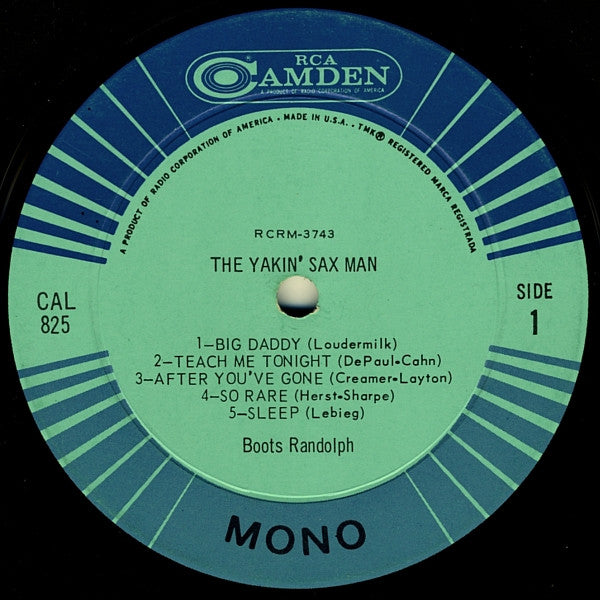 RCA
CAMDEN
®
A PRODUCT OF RADIO CORPORATION OF AMERICA
A PRODUCT OF RADIO CORPORATION OF AMERICA • MADE IN U.S.A. • TMK® REGISTERED MARCA REGISTRADA
RCRM-3743
THE YAKIN' SAX MAN
CAL
825
SIDE
1
1—BIG DADDY (Loudermilk)
2—TEACH ME TONIGHT (DePaul•Cahn)
3—AFTER YOU'VE GONE (Creamer•Layton)
4—SO RARE (Herst•Sharpe)
5—SLEEP (Lebieg)
Boots Randolph
MONO